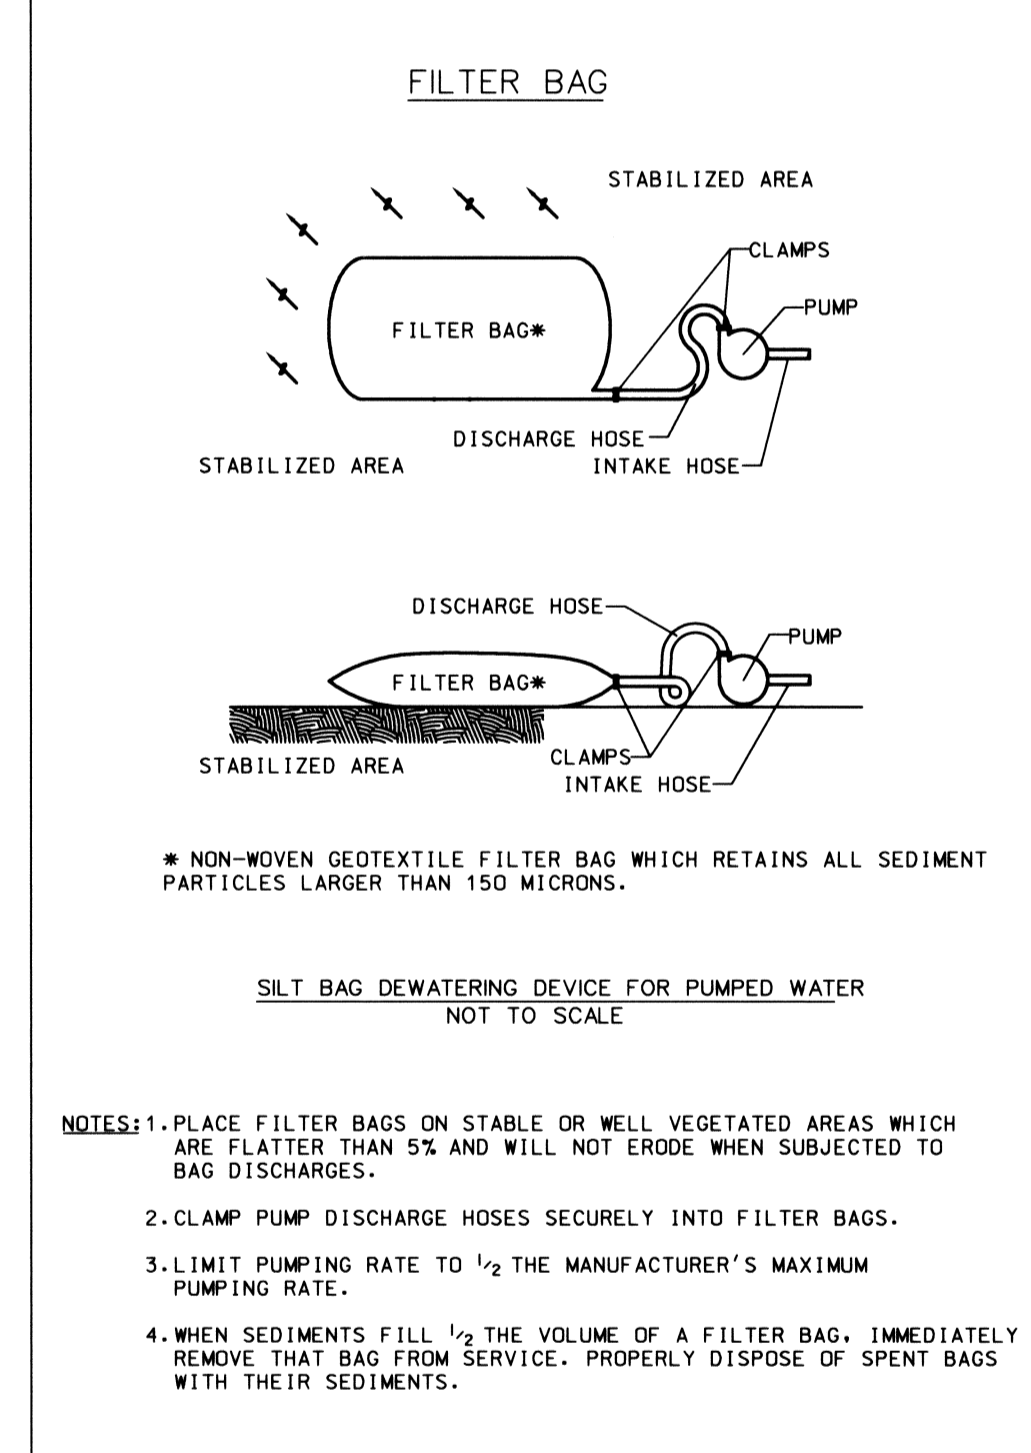 FILTER BAG
STABILIZED AREA
CLAMPS
PUMP
FILTER BAG*
DISCHARGE HOSE
STABILIZED AREA
INTAKE HOSE
DISCHARGE HOSE
PUMP
FILTER BAG*
CLAMPS
STABILIZED AREA
INTAKE HOSE
* NON-WOVEN GEOTEXTILE FILTER BAG WHICH RETAINS ALL SEDIMENT
PARTICLES LARGER THAN 150 MICRONS.
SILT BAG DEWATERING DEVICE FOR PUMPED WATER
NOT TO SCALE
NOTES: 1. PLACE FILTER BAGS ON STABLE OR WELL VEGETATED AREAS WHICH
ARE FLATTER THAN 5% AND WILL NOT ERODE WHEN SUBJECTED TO
BAG DISCHARGES.
2. CLAMP PUMP DISCHARGE HOSES SECURELY INTO FILTER BAGS.
3. LIMIT PUMPING RATE TO 1/2 THE MANUFACTURER'S MAXIMUM
PUMPING RATE.
4. WHEN SEDIMENTS FILL 1/2 THE VOLUME OF A FILTER BAG, IMMEDIATELY
REMOVE THAT BAG FROM SERVICE. PROPERLY DISPOSE OF SPENT BAGS
WITH THEIR SEDIMENTS.